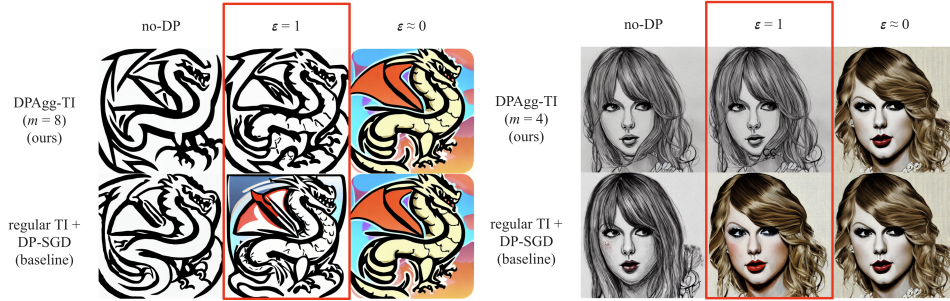 no-DP
ε = 1
ε ≈ 0
DPAgg-TI
(m = 8)
(ours)
regular TI +
DP-SGD
(baseline)
no-DP
ε = 1
ε ≈ 0
DPAgg-TI
(m = 4)
(ours)
regular TI +
DP-SGD
(baseline)